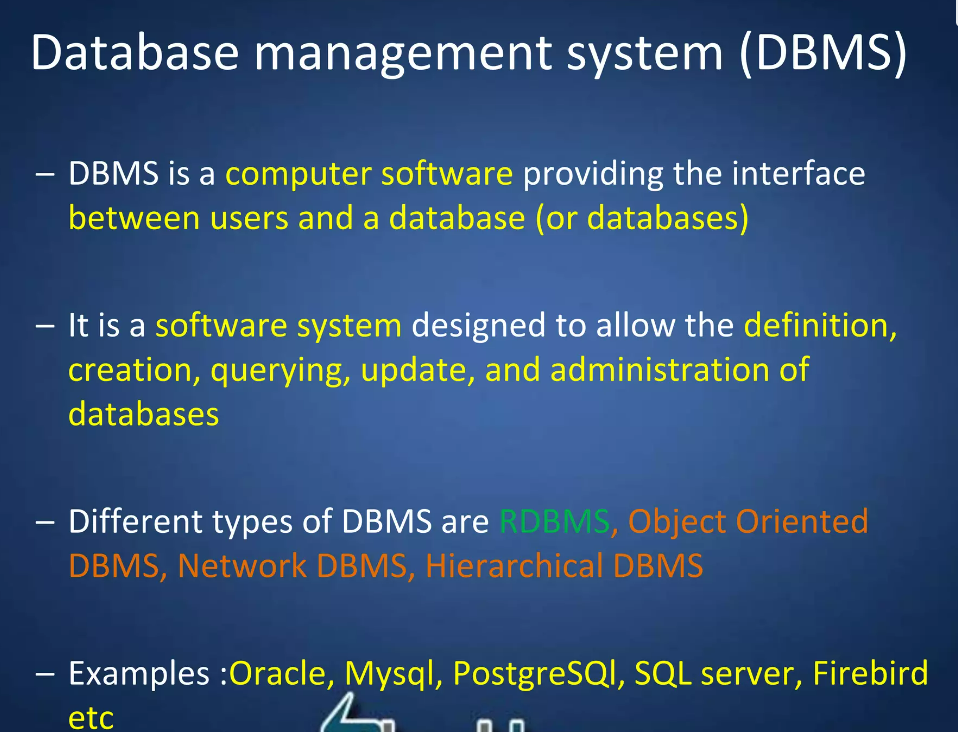 Database management system (DBMS)
– DBMS is a computer software providing the interface
between users and a database (or databases)
– It is a software system designed to allow the definition,
creation, querying, update, and administration of
databases
– Different types of DBMS are RDBMS, Object Oriented
DBMS, Network DBMS, Hierarchical DBMS
– Examples :Oracle, Mysql, PostgreSQl, SQL server, Firebird
etc